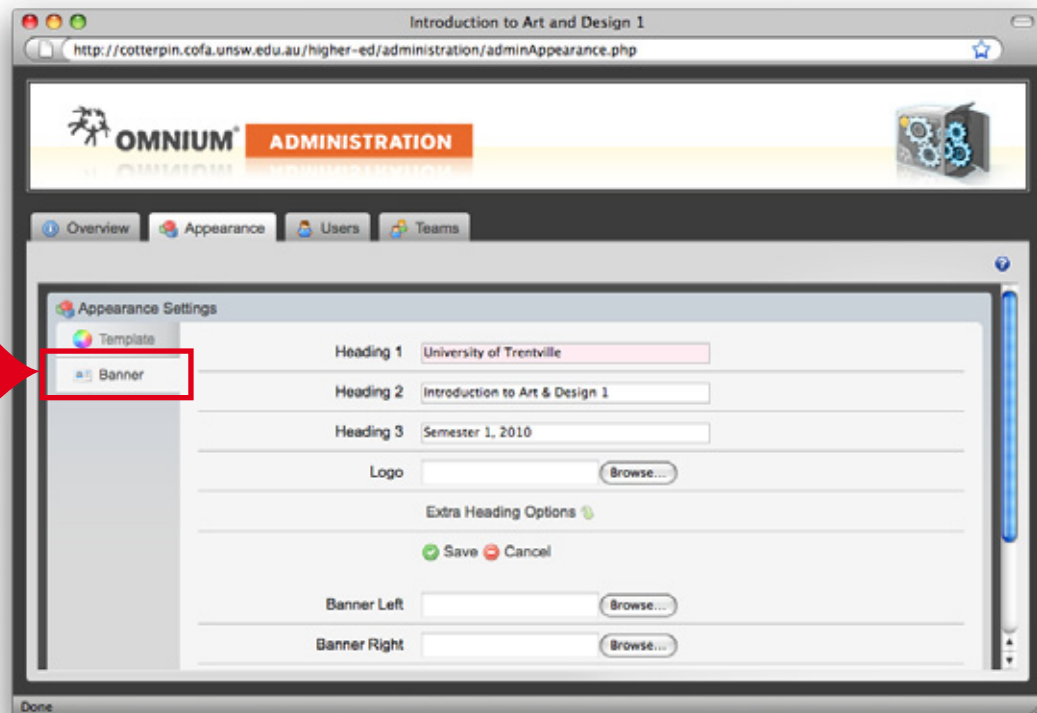 Introduction to Art and Design 1
http://cotterpin.cofa.unsw.edu.au/higher-ed/administration/adminAppearance.php
OMNIUM® ADMINISTRATION
Overview Appearance Users Teams
Appearance Settings
Template
Banner
Heading 1 University of Trentville
Heading 2 Introduction to Art & Design 1
Heading 3 Semester 1, 2010
Logo Browse...
Extra Heading Options
Save Cancel
Banner Left Browse...
Banner Right Browse...
Done